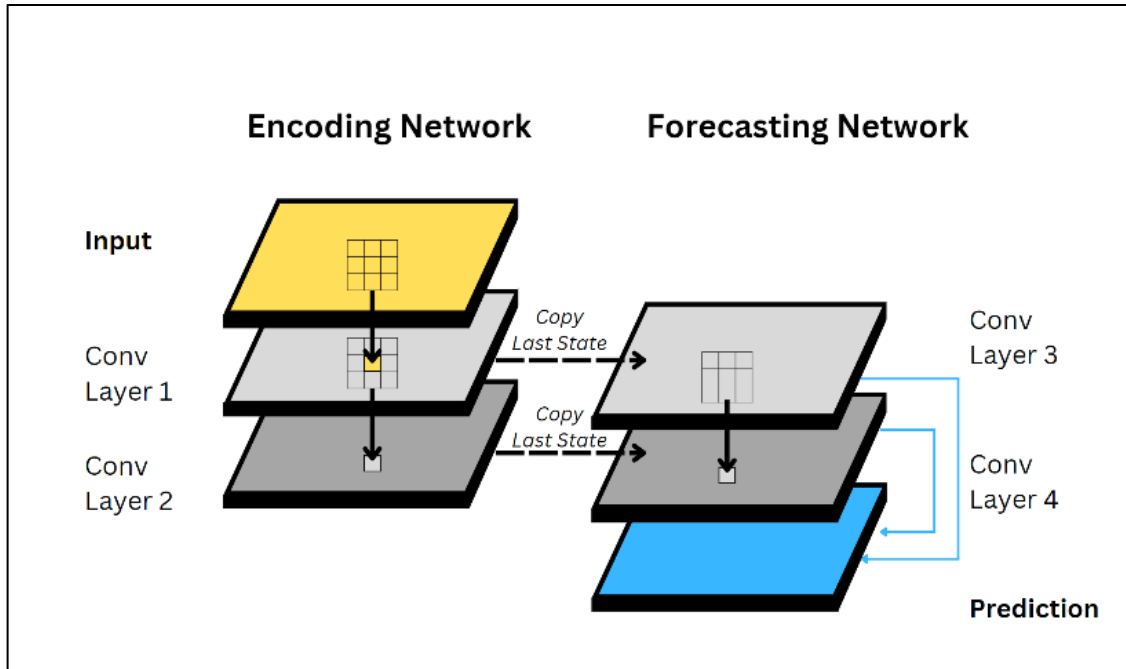 Encoding Network
Forecasting Network
Input
Conv
Layer 1
Conv
Layer 2
Copy
Last State
Copy
Last State
Conv
Layer 3
Conv
Layer 4
Prediction